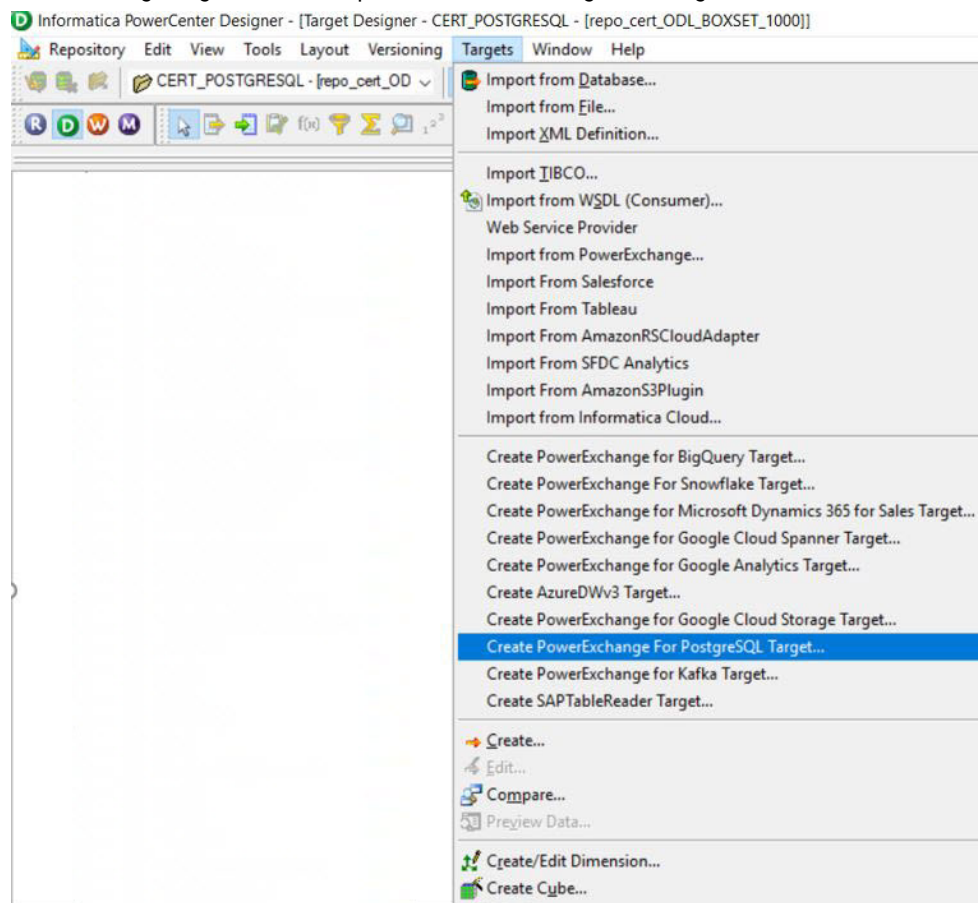 Informatica PowerCenter Designer - [Target Designer - CERT_POSTGRESQL - [repo_cert_ODL_BOXSET_1000]]
Repository Edit View Tools Layout Versioning Targets Window Help
CERT_POSTGRESQL - [repo_cert_OD
R D W M
f(x) Σ 1²³
Import from Database...
Import from File...
Import XML Definition...
Import TIBCO...
Import from WSDL (Consumer)...
Web Service Provider
Import from PowerExchange...
Import From Salesforce
Import From Tableau
Import From AmazonRSCloudAdapter
Import From SFDC Analytics
Import From AmazonS3Plugin
Import from Informatica Cloud...
Create PowerExchange for BigQuery Target...
Create PowerExchange For Snowflake Target...
Create PowerExchange for Microsoft Dynamics 365 for Sales Target...
Create PowerExchange for Google Cloud Spanner Target...
Create PowerExchange for Google Analytics Target...
Create AzureDWv3 Target...
Create PowerExchange for Google Cloud Storage Target...
Create PowerExchange For PostgreSQL Target...
Create PowerExchange for Kafka Target...
Create SAPTableReader Target...
Create...
Edit...
Compare...
Preview Data...
Create/Edit Dimension...
Create Cube...